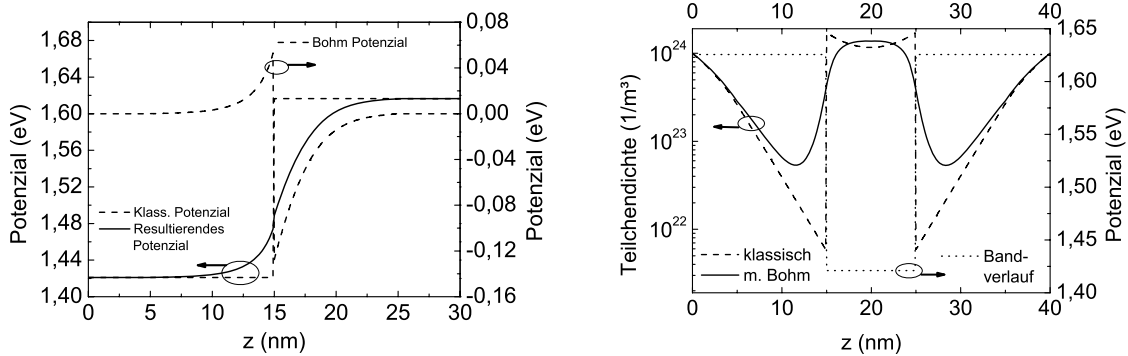 1,68
1,64
1,60
1,56
1,52
1,48
1,44
1,40
Potenzial (eV)
0,08
0,04
0,00
-0,04
-0,08
-0,12
-0,16
Potenzial (eV)
Bohm Potenzial
Klass. Potenzial
Resultierendes
Potenzial
0 5 10 15 20 25 30
z (nm)
0 10 20 30 40
10²⁴
10²³
10²²
Teilchendichte (1/m³)
1,65
1,60
1,55
1,50
1,45
1,40
Potenzial (eV)
klassisch
m. Bohm
Band-
verlauf
0 10 20 30 40
z (nm)